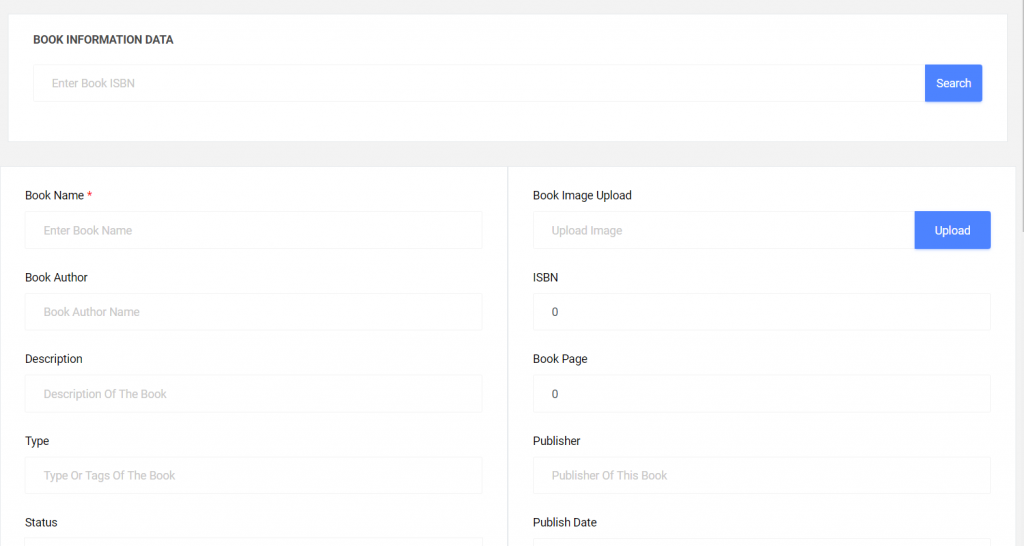 BOOK INFORMATION DATA
Enter Book ISBN
Search
Book Name *
Enter Book Name
Book Author
Book Author Name
Description
Description Of The Book
Type
Type Or Tags Of The Book
Status
Book Image Upload
Upload Image
Upload
ISBN
0
Book Page
0
Publisher
Publisher Of This Book
Publish Date